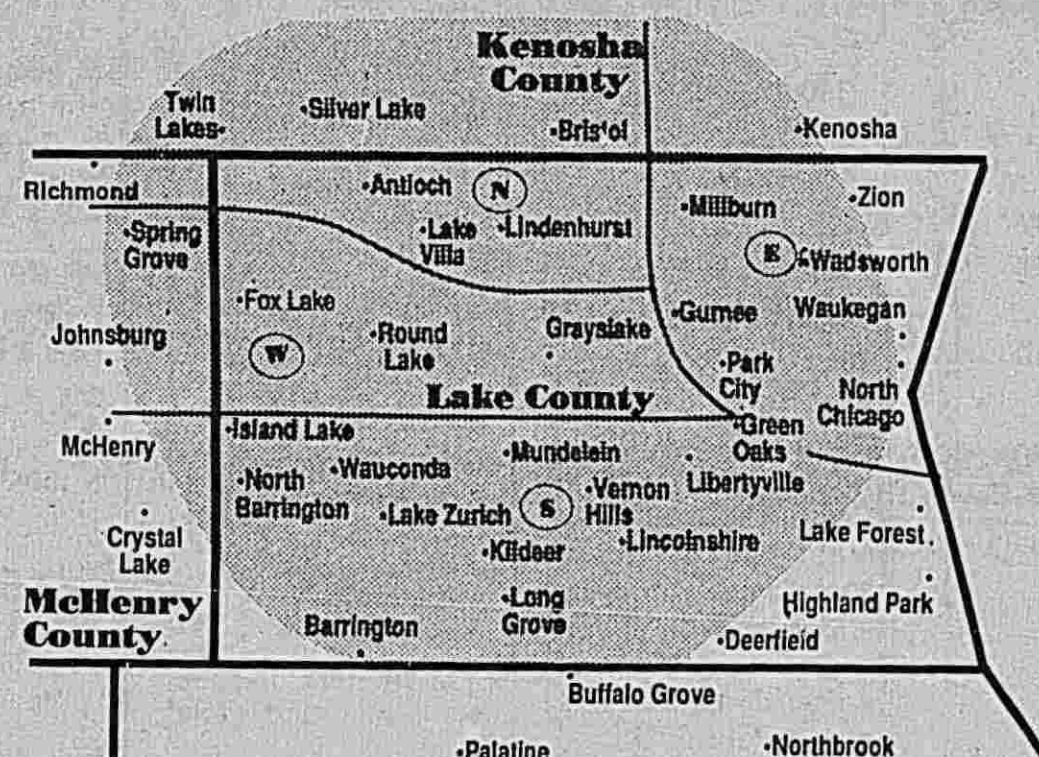 Kenosha
County
Twin
Lakes
Silver Lake
Bristol
Kenosha
Richmond
Antioch
N
Millburn
Zion
Spring
Grove
Lake
Villa
Lindenhurst
E
Wadsworth
Fox Lake
Waukegan
Gurnee
Johnsburg
W
Round
Lake
Grayslake
Park
City
North
Chicago
Lake County
McHenry
Island Lake
Green
Oaks
Mundelein
Wauconda
North
Barrington
Vernon
Hills
Libertyville
Lake Zurich
S
Crystal
Lake
Kildeer
Lincolnshire
Lake Forest
McHenry
County
Long
Grove
Highland Park
Barrington
Deerfield
Buffalo Grove
Palatine
Northbrook